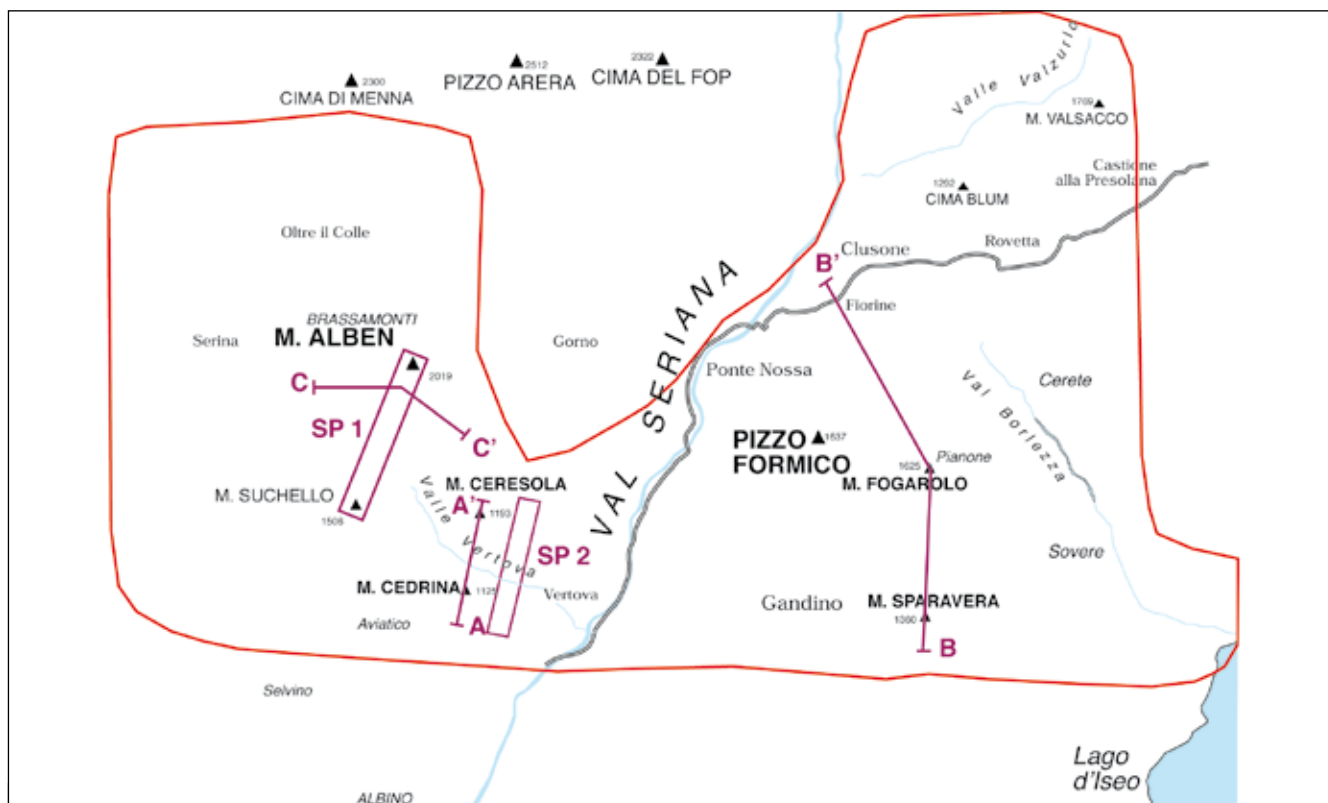 2300
CIMA DI MENNA
2512
PIZZO ARERA
2322
CIMA DEL FOP
Valle Valzurio
1709
M. VALSACCO
Castione
alla Presolana
1292
CIMA BLUM
Oltre il Colle
Clusone
Rovetta
B'
Fiorine
VAL SERIANA
BRASSAMONTI
M. ALBEN
2019
Serina
Gorno
Ponte Nossa
C
SP 1
C'
Cerete
Val Borlezza
PIZZO
FORMICO
1637
Pianone
1625
M. FOGAROLO
M. SUCHELLO
1508
M. CERESOLA
A'
1193
Valle Vertova
SP 2
Sovere
M. CEDRINA
1125
Vertova
Gandino
M. SPARAVERA
1360
Aviatico
A
B
Selvino
Lago
d'Iseo
ALBINO